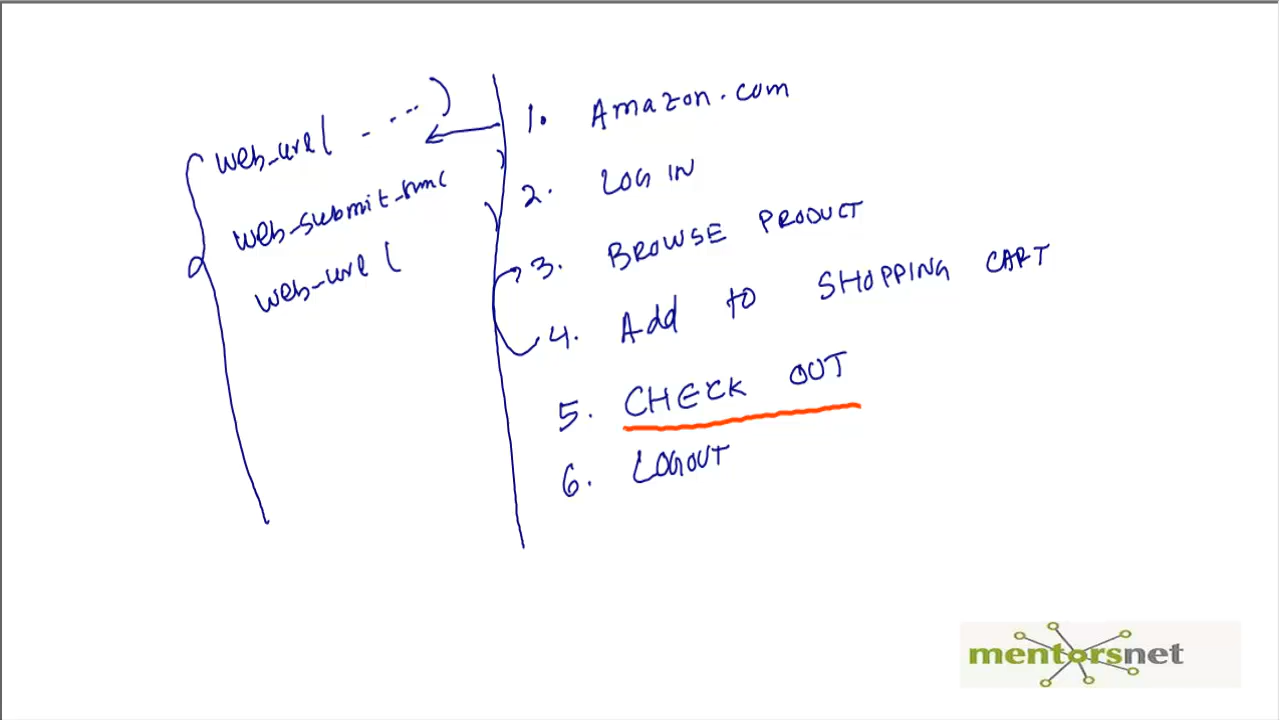 web_url( . . . . )
web_submit_
web_url (
1. Amazon.com
2. LOG IN
3. BROWSE PRODUCT
4. Add to SHOPPING CART
5. CHECK OUT
6. LOGOUT
mentorsnet